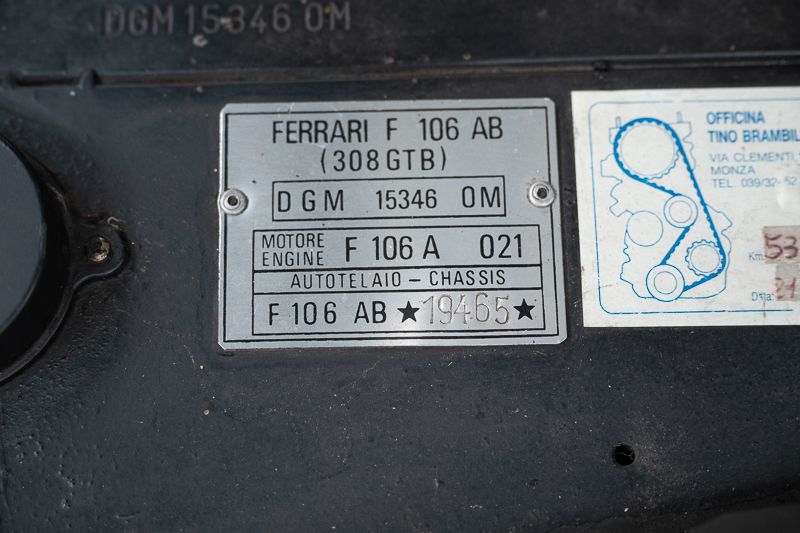 DGM 15346 OM
FERRARI F 106 AB
(308 GTB)
DGM 15346 OM
MOTORE
ENGINE F 106 A 021
AUTOTELAIO - CHASSIS
F 106 AB ★19465★
OFFICINA
TINO BRAMBIL
VIA CLEMENTI,
MONZA
TEL. 039/32
Km 53
Data: 21